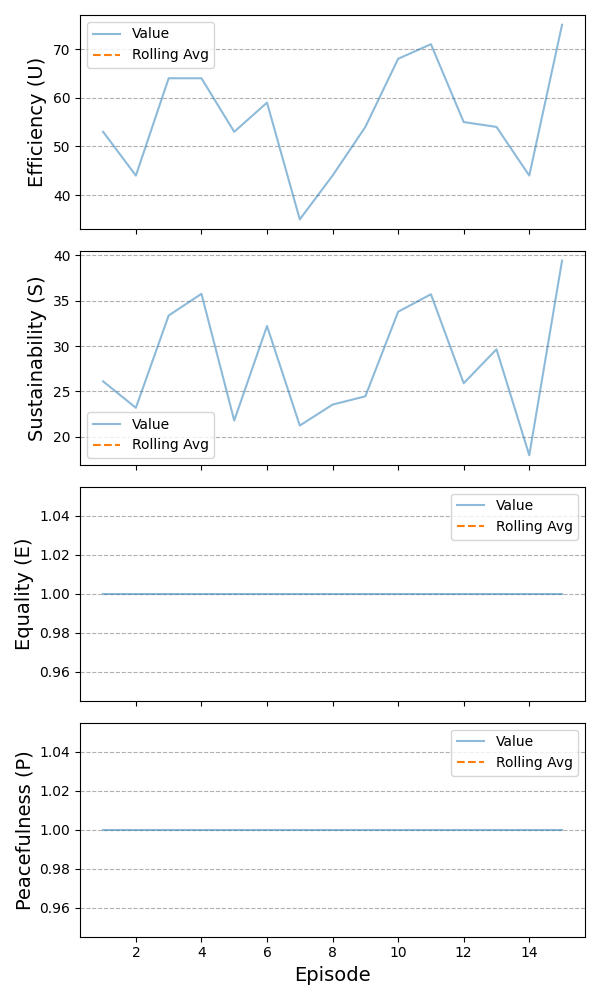 Efficiency (U)
70
60
50
40
Value
Rolling Avg
Sustainability (S)
40
35
30
25
20
Value
Rolling Avg
Equality (E)
1.04
1.02
1.00
0.98
0.96
Value
Rolling Avg
Peacefulness (P)
1.04
1.02
1.00
0.98
0.96
Value
Rolling Avg
2 4 6 8 10 12 14
Episode